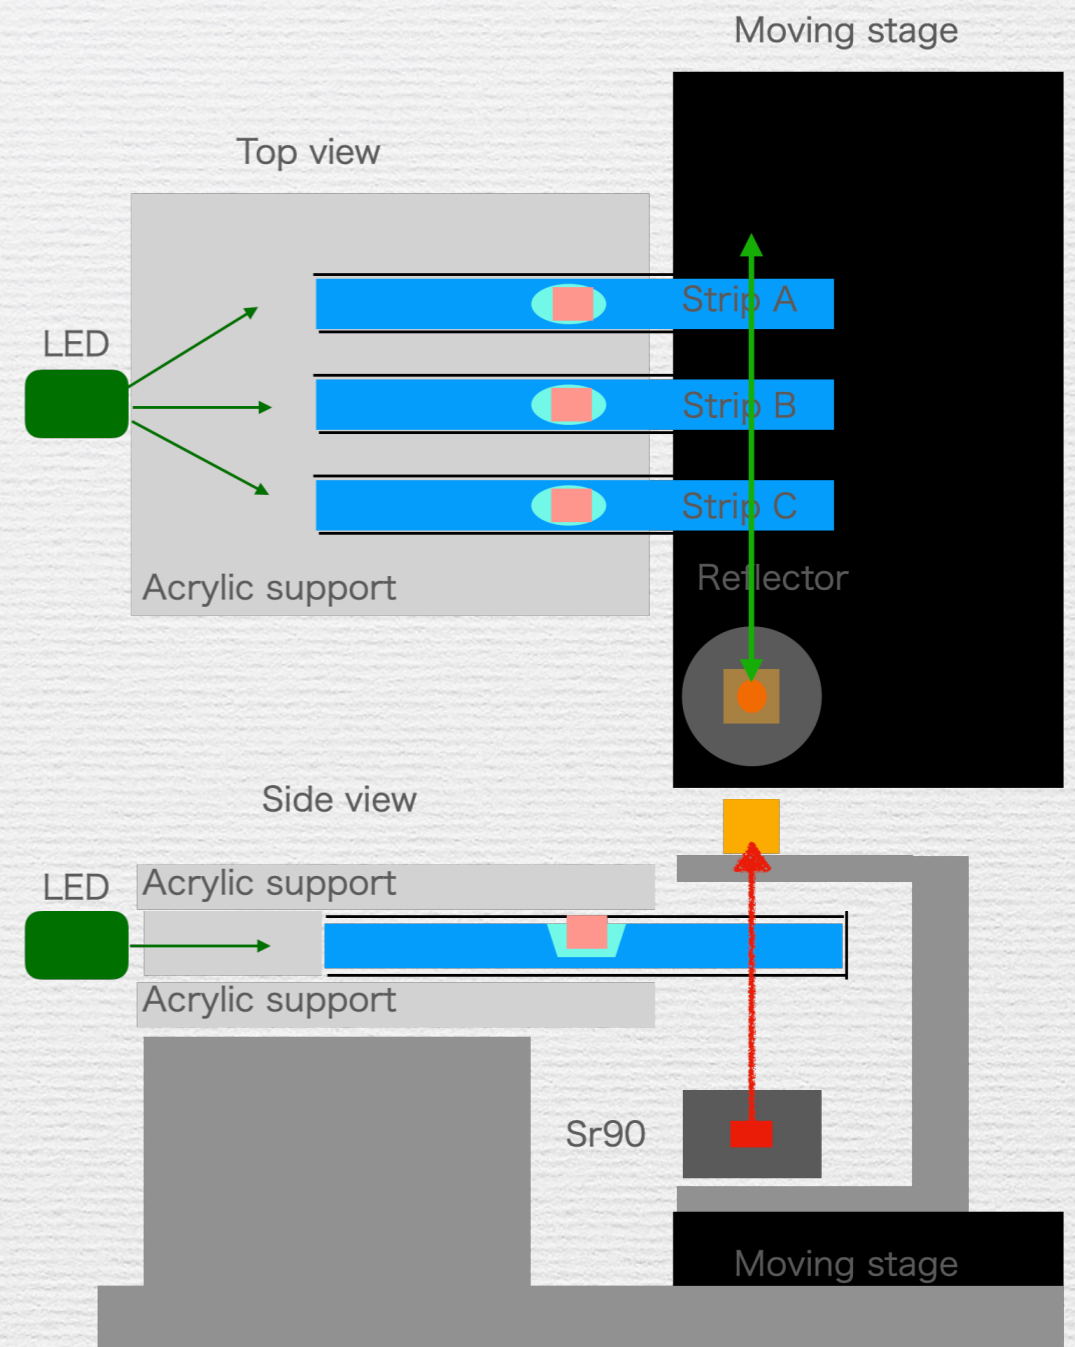 Moving stage
Top view
LED
Strip A
Strip B
Strip C
Reflector
Acrylic support
Side view
LED
Acrylic support
Acrylic support
Sr90
Moving stage